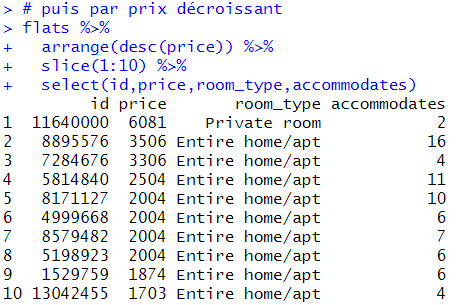 > # puis par prix décroissant
> flats %>%
+   arrange(desc(price)) %>%
+   slice(1:10) %>%
+   select(id,price,room_type,accommodates)
         id price       room_type accommodates
1  11640000  6081    Private room            2
2   8895576  3506 Entire home/apt           16
3   7284676  3306 Entire home/apt            4
4   5814840  2504 Entire home/apt           11
5   8171127  2004 Entire home/apt           10
6   4999668  2004 Entire home/apt            6
7   8579482  2004 Entire home/apt            7
8   5198923  2004 Entire home/apt            6
9   1529759  1874 Entire home/apt            6
10 13042455  1703 Entire home/apt            4